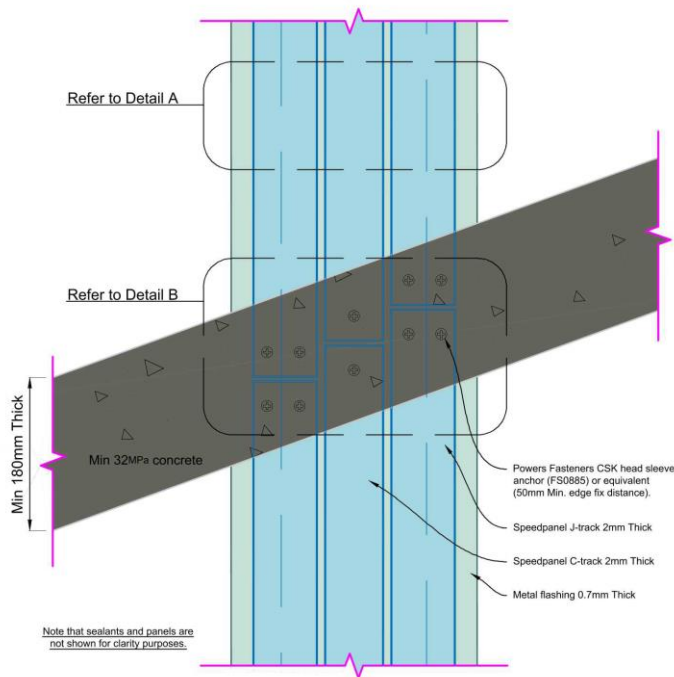 Refer to Detail A
Refer to Detail B
Min 180mm Thick
Min 32MPa concrete
Powers Fasteners CSK head sleeve
anchor (FS0885) or equivalent
(50mm Min. edge fix distance).
Speedpanel J-track 2mm Thick
Speedpanel C-track 2mm Thick
Metal flashing 0.7mm Thick
Note that sealants and panels are
not shown for clarity purposes.